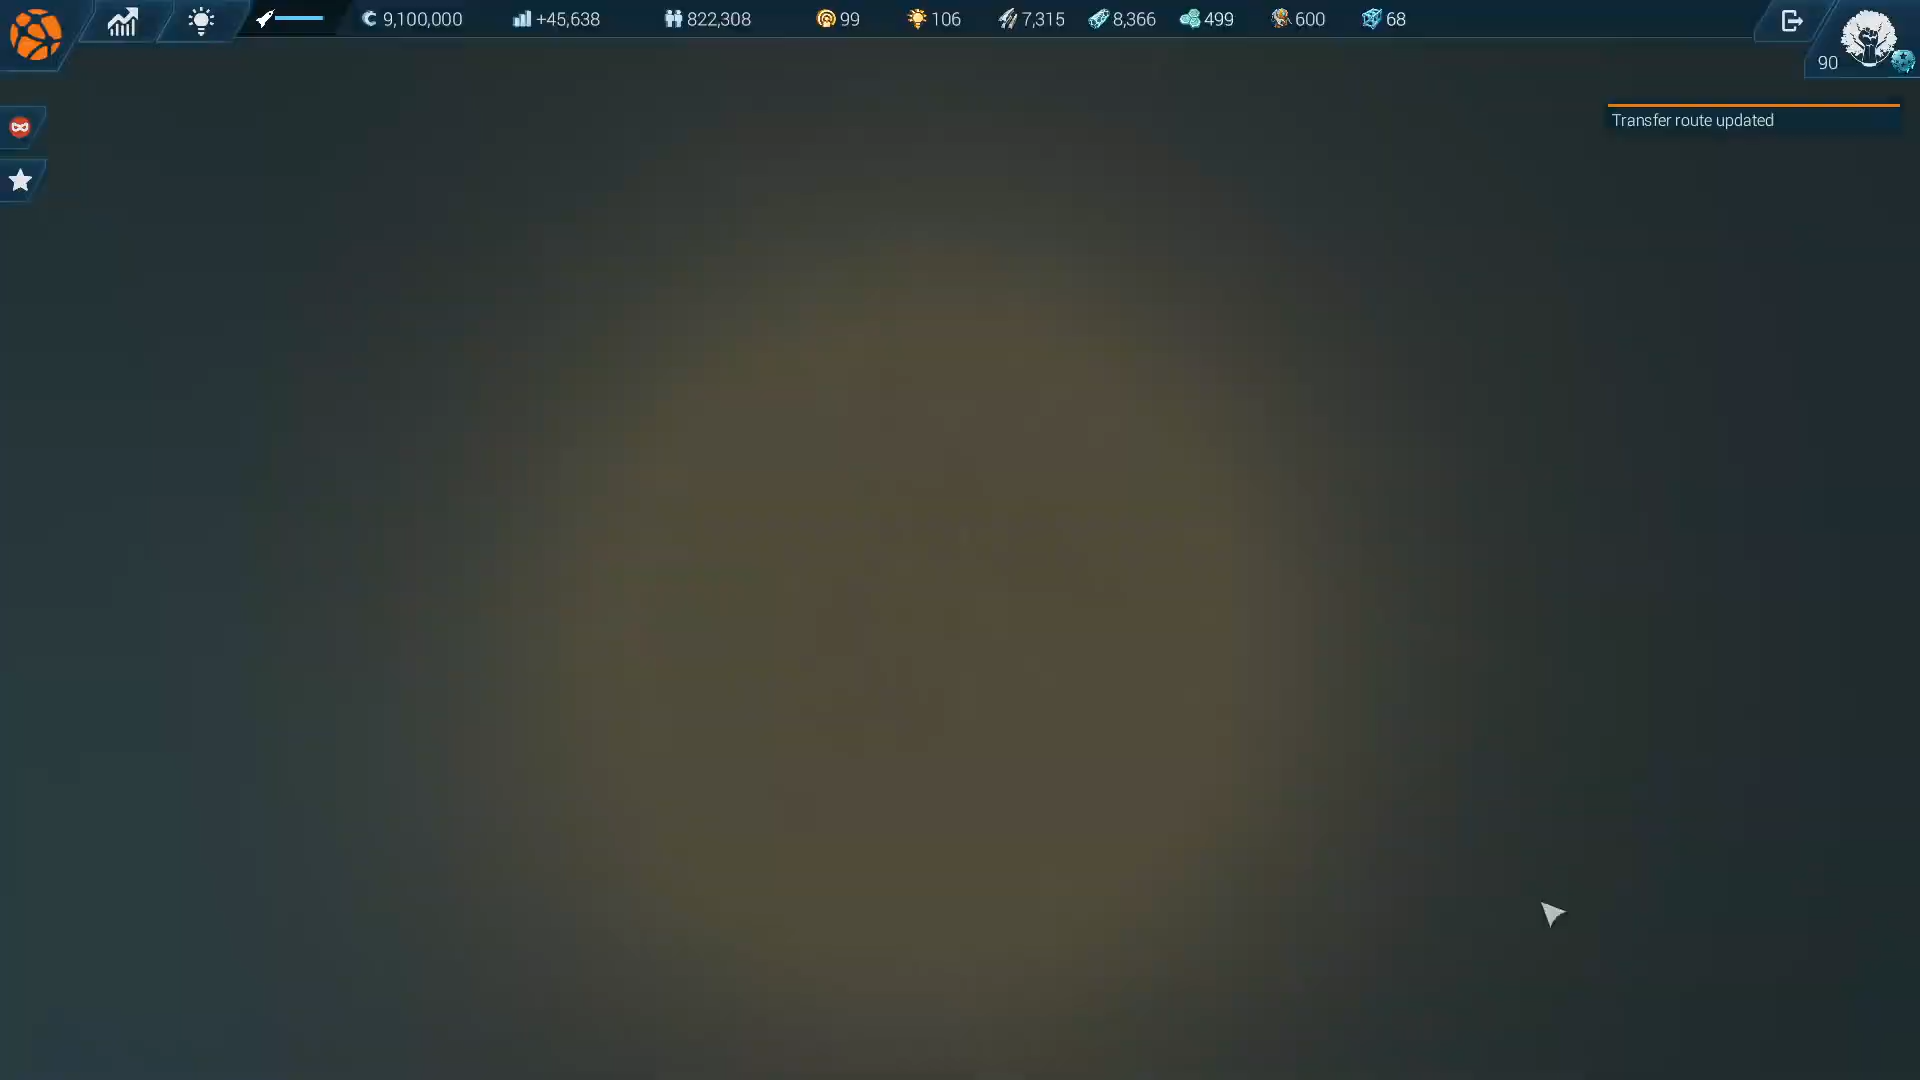 9,100,000 +45,638 822,308 99 106 7,315 8,366 499 600 68
90
Transfer route updated